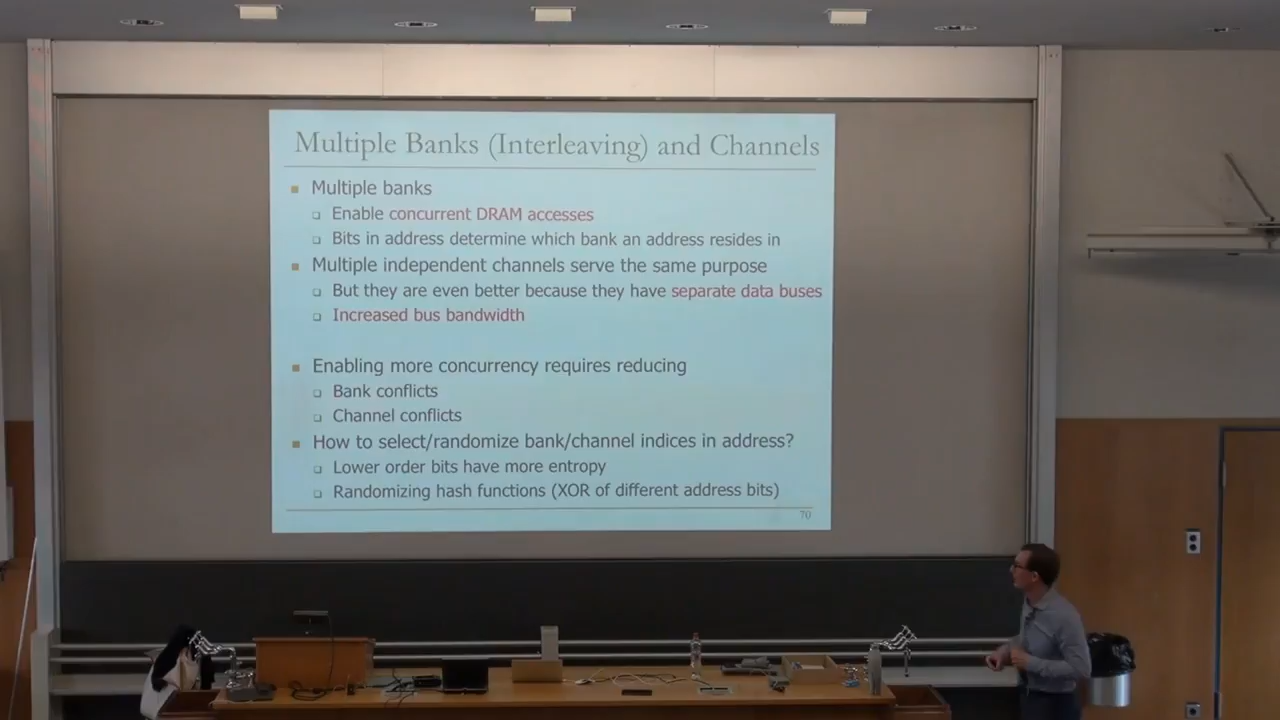 Multiple Banks (Interleaving) and Channels
Multiple banks
Enable concurrent DRAM accesses
Bits in address determine which bank an address resides in
Multiple independent channels serve the same purpose
But they are even better because they have separate data buses
Increased bus bandwidth
Enabling more concurrency requires reducing
Bank conflicts
Channel conflicts
How to select/randomize bank/channel indices in address?
Lower order bits have more entropy
Randomizing hash functions (XOR of different address bits)
70